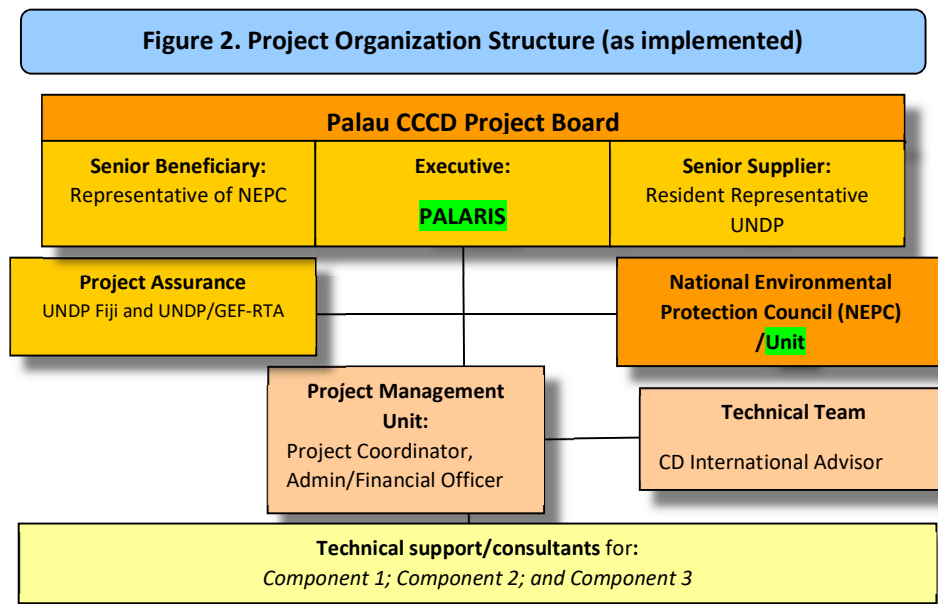 Figure 2. Project Organization Structure (as implemented)
Palau CCCD Project Board
Senior Beneficiary:
Representative of NEPC
Executive:
PALARIS
Senior Supplier:
Resident Representative
UNDP
Project Assurance
UNDP Fiji and UNDP/GEF-RTA
National Environmental
Protection Council (NEPC)
/Unit
Project Management
Unit:
Project Coordinator,
Admin/Financial Officer
Technical Team
CD International Advisor
Technical support/consultants for:
Component 1; Component 2; and Component 3